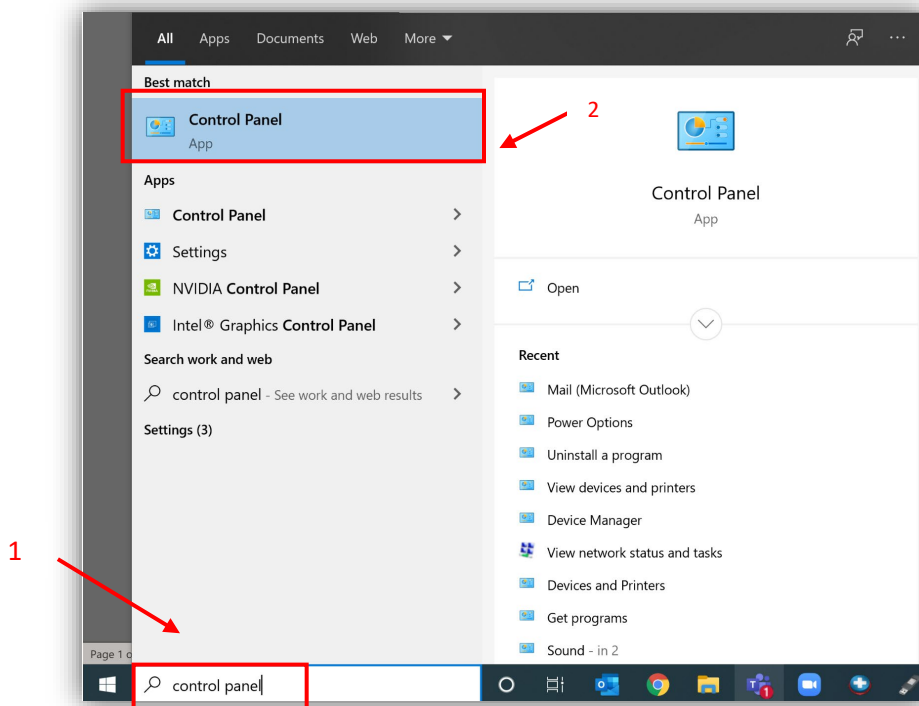 All Apps Documents Web More
Best match
Control Panel
App
2
Apps
Control Panel
Settings
NVIDIA Control Panel
Intel® Graphics Control Panel
Search work and web
control panel - See work and web results
Settings (3)
Control Panel
App
Open
Recent
Mail (Microsoft Outlook)
Power Options
Uninstall a program
View devices and printers
Device Manager
View network status and tasks
Devices and Printers
Get programs
Sound - in 2
1
Page 1 o
control panel
1